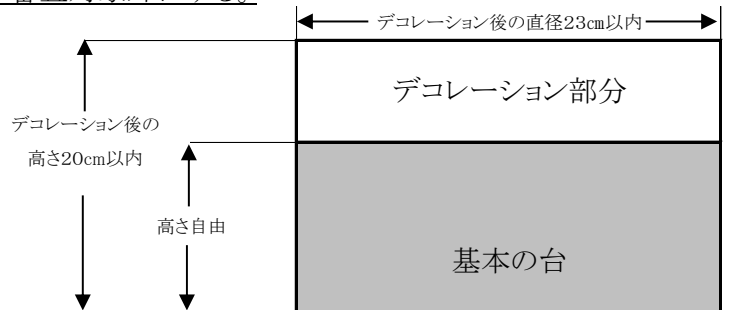 デコレーション後の直径23㎝以内
デコレーション部分
デコレーション後の
高さ20cm以内
高さ自由
基本の台